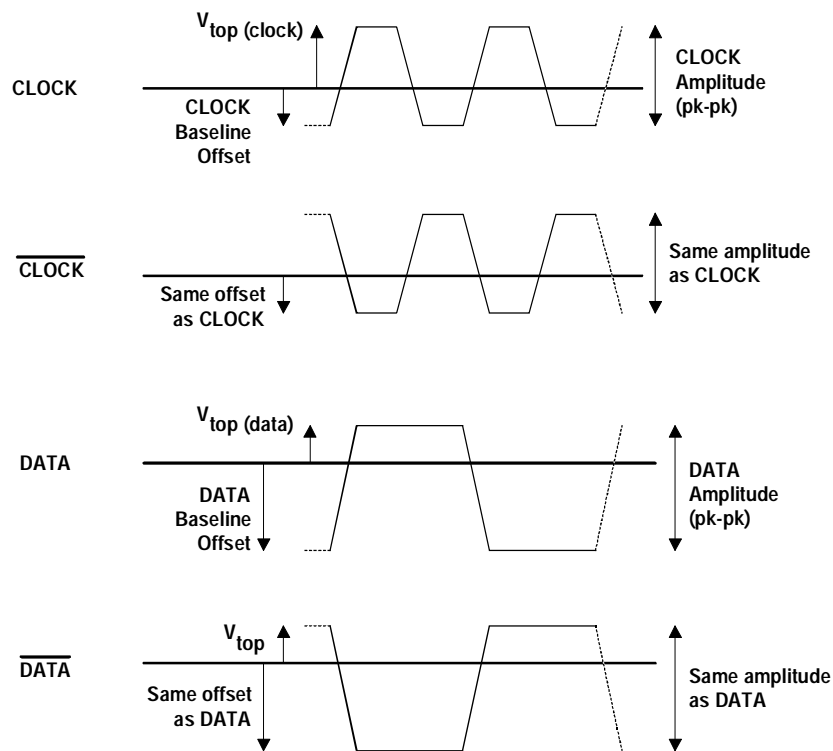 V top (clock)
CLOCK
CLOCK
Baseline
Offset
CLOCK
Amplitude
(pk-pk)
CLOCK
Same offset
as CLOCK
Same amplitude
as CLOCK
V top (data)
DATA
DATA
Baseline
Offset
DATA
Amplitude
(pk-pk)
V top
DATA
Same offset
as DATA
Same amplitude
as DATA